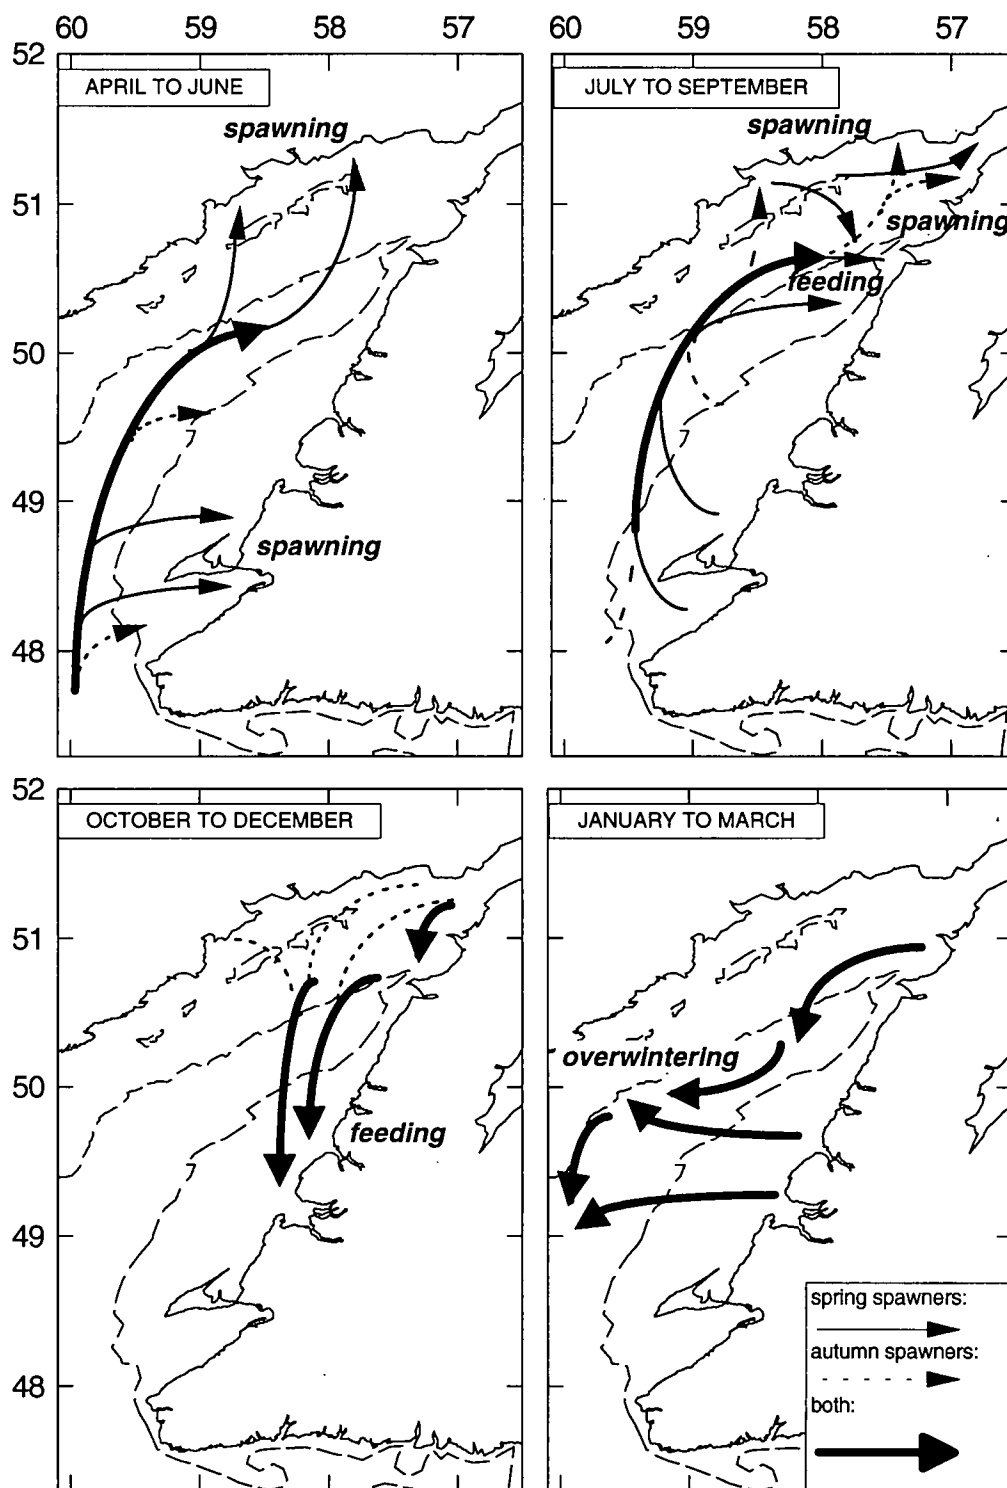 60 59 58 57 60 59 58 57
52
APRIL TO JUNE
JULY TO SEPTEMBER
spawning
spawning
51
spawning
feeding
50
49
spawning
48
52
OCTOBER TO DECEMBER
JANUARY TO MARCH
51
overwintering
50
feeding
49
spring spawners:
autumn spawners:
48
both: